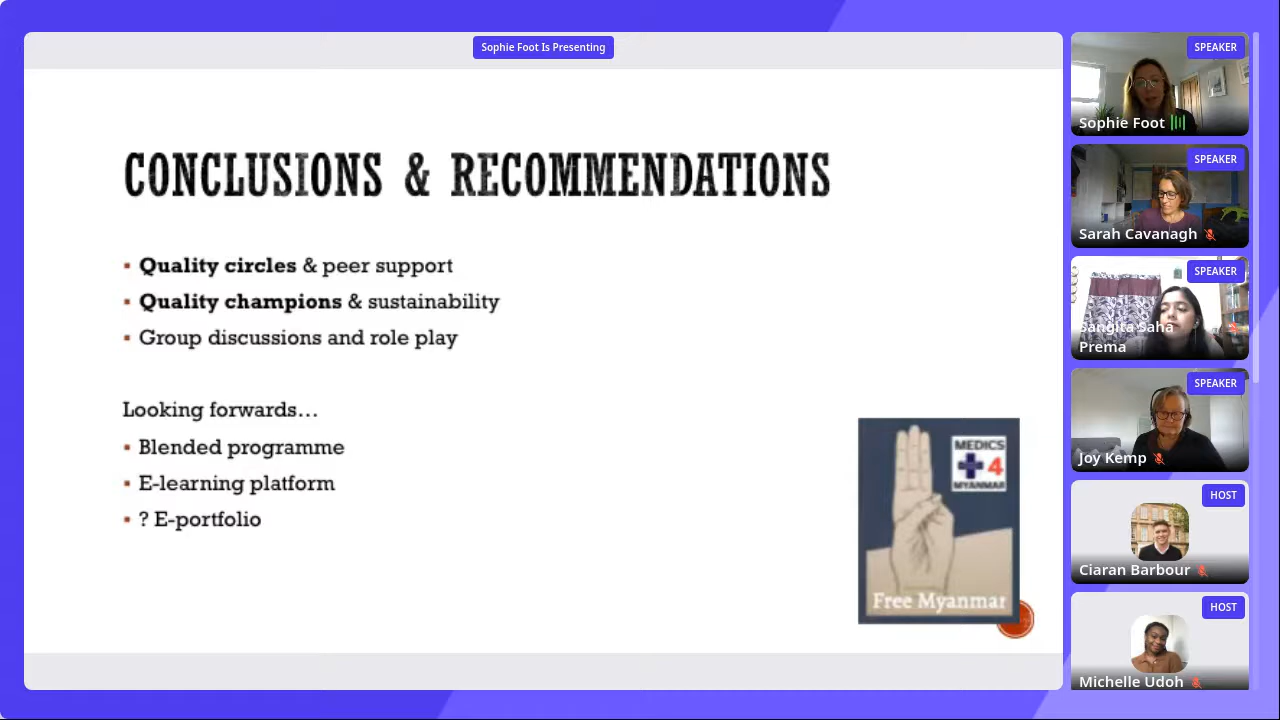 Sophie Foot Is Presenting
CONCLUSIONS & RECOMMENDATIONS
▪ Quality circles & peer support
▪ Quality champions & sustainability
▪ Group discussions and role play
Looking forwards...
▪ Blended programme
▪ E-learning platform
▪ ? E-portfolio
MEDICS
4
MYANMAR
Free Myanmar
SPEAKER
Sophie Foot
SPEAKER
Sarah Cavanagh
SPEAKER
Sangita Saha
Prema
SPEAKER
Joy Kemp
HOST
Ciaran Barbour
HOST
Michelle Udoh